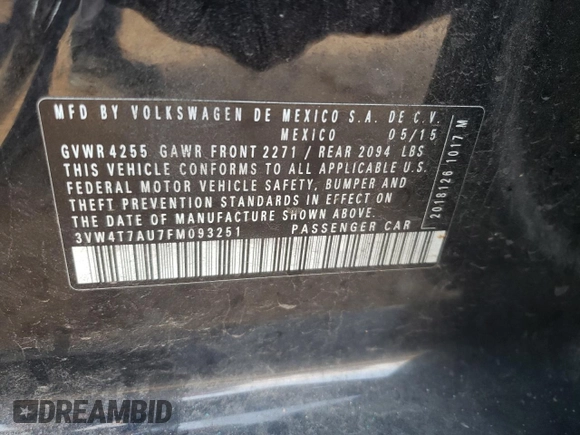 MFD BY VOLKSWAGEN DE MEXICO S.A. DE C.V.
MEXICO 05/15
GVWR 4255 GAWR FRONT 2271 / REAR 2094 LBS
THIS VEHICLE CONFORMS TO ALL APPLICABLE U.S.
FEDERAL MOTOR VEHICLE SAFETY, BUMPER AND
THEFT PREVENTION STANDARDS IN EFFECT ON
THE DATE OF MANUFACTURE SHOWN ABOVE.
3VW4T7AU7FM093251 PASSENGER CAR
2018126 1017 M
DREAMBID